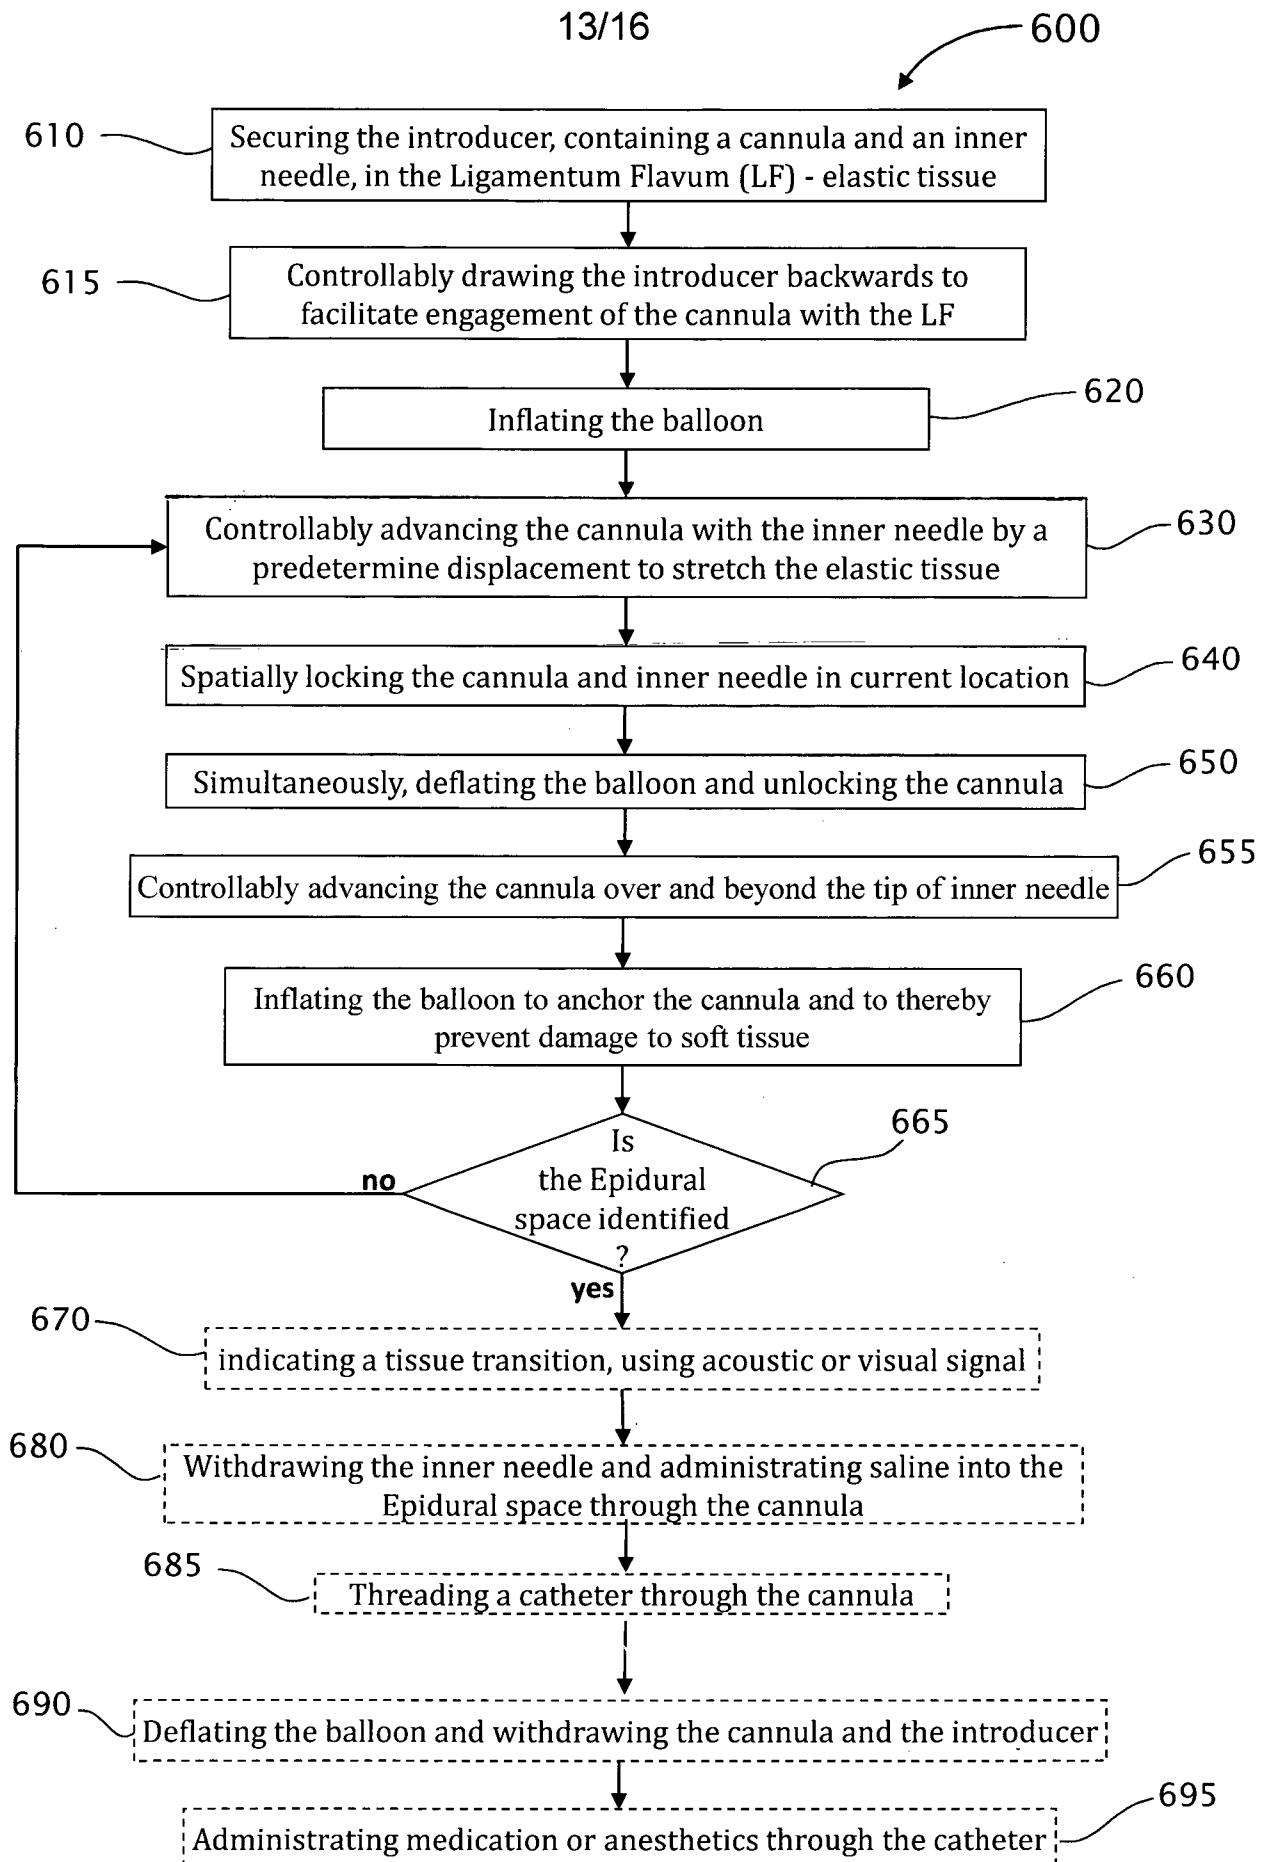 13/16
600
610
Securing the introducer, containing a cannula and an inner
needle, in the Ligamentum Flavum (LF) - elastic tissue
615
Controllably drawing the introducer backwards to
facilitate engagement of the cannula with the LF
620
Inflating the balloon
630
Controllably advancing the cannula with the inner needle by a
predetermine displacement to stretch the elastic tissue
640
Spatially locking the cannula and inner needle in current location
650
Simultaneously, deflating the balloon and unlocking the cannula
655
Controllably advancing the cannula over and beyond the tip of inner needle
660
Inflating the balloon to anchor the cannula and to thereby
prevent damage to soft tissue
665
Is
the Epidural
space identified
?
no
yes
670
indicating a tissue transition, using acoustic or visual signal
680
Withdrawing the inner needle and administrating saline into the
Epidural space through the cannula
685
Threading a catheter through the cannula
690
Deflating the balloon and withdrawing the cannula and the introducer
695
Administrating medication or anesthetics through the catheter